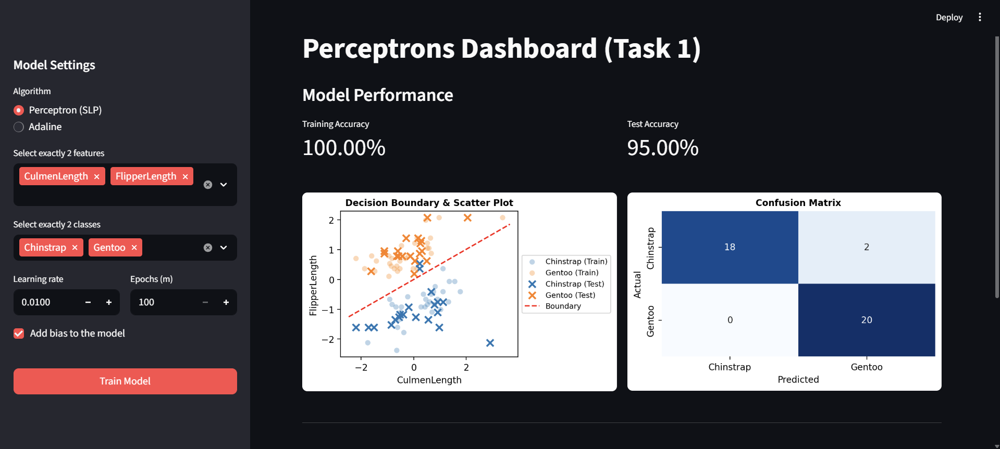 Deploy
Model Settings
Algorithm
Perceptron (SLP)
Adaline
Select exactly 2 features
CulmenLength
FlipperLength
Select exactly 2 classes
Chinstrap
Gentoo
Learning rate
Epochs (m)
0.0100
100
Add bias to the model
Train Model
Perceptrons Dashboard (Task 1)
Model Performance
Training Accuracy
100.00%
Test Accuracy
95.00%
Decision Boundary & Scatter Plot
FlipperLength
2
1
0
−1
−2
−2
0
2
CulmenLength
Chinstrap (Train)
Gentoo (Train)
Chinstrap (Test)
Gentoo (Test)
Boundary
Confusion Matrix
Actual
Chinstrap
18
2
Gentoo
0
20
Chinstrap
Gentoo
Predicted